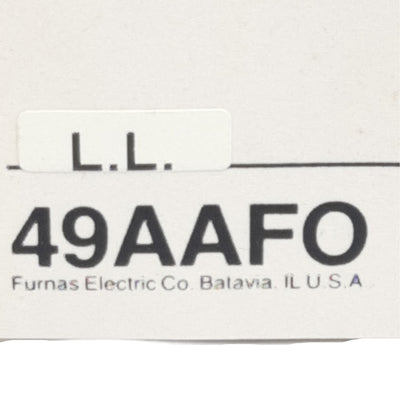 L.L.
49AAFO
Furnas Electric Co. Batavia. IL U.S.A